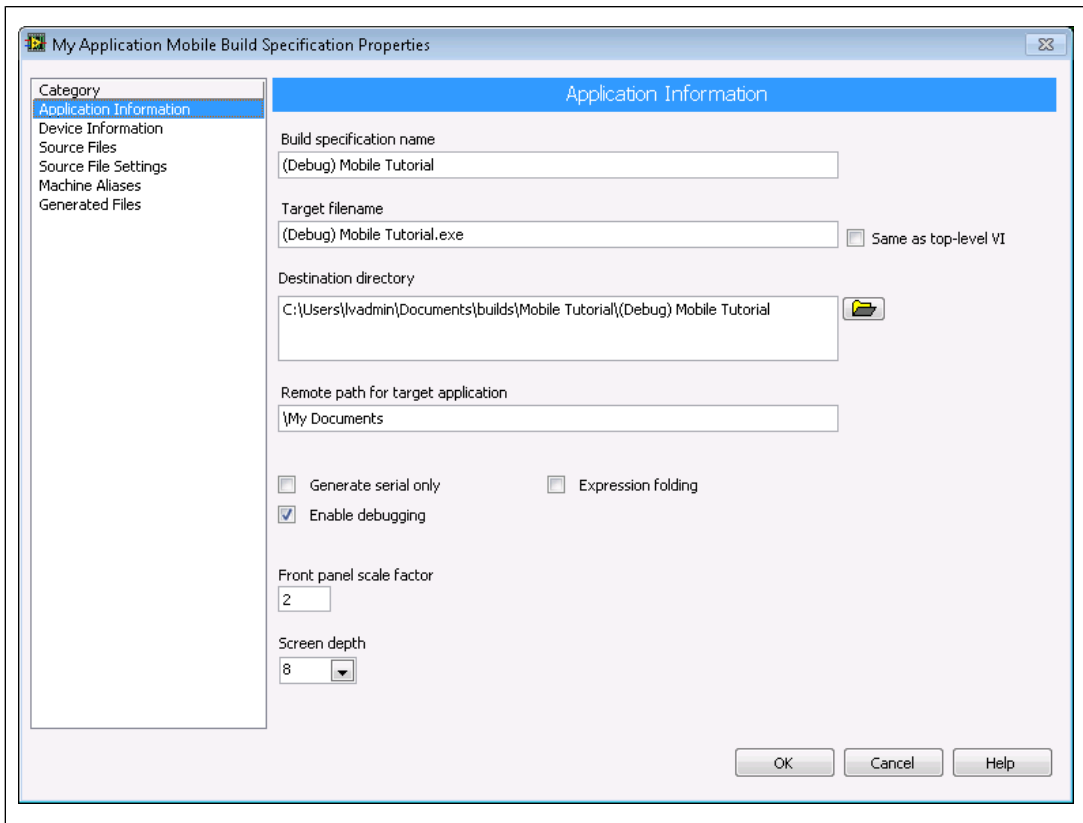 My Application Mobile Build Specification Properties
Category
Application Information
Device Information
Source Files
Source File Settings
Machine Aliases
Generated Files
Application Information
Build specification name
(Debug) Mobile Tutorial
Target filename
(Debug) Mobile Tutorial.exe
Same as top-level VI
Destination directory
C:\Users\lvadmin\Documents\builds\Mobile Tutorial\(Debug) Mobile Tutorial
Remote path for target application
\My Documents
Generate serial only
Expression folding
Enable debugging
Front panel scale factor
2
Screen depth
8
OK
Cancel
Help